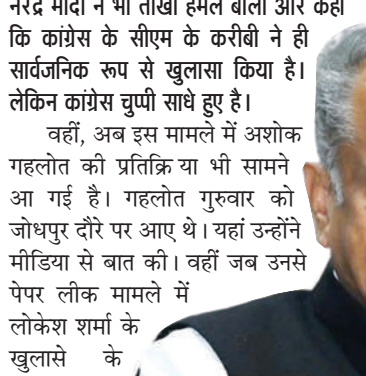 नरेंद्र मोदी ने भी तीखा हमले बोला और कहा
कि कांग्रेस के सीएम के करीबी ने ही
सार्वजनिक रूप से खुलासा किया है।
लेकिन कांग्रेस चुप्पी साधे हुए है।
वहीं, अब इस मामले में अशोक
गहलोत की प्रतिक्रिया भी सामने
आ गई है। गहलोत गुरुवार को
जोधपुर दौरे पर आए थे। यहां उन्होंने
मीडिया से बात की। वहीं जब उनसे
पेपर लीक मामले में
लोकेश शर्मा के
खुलासे के